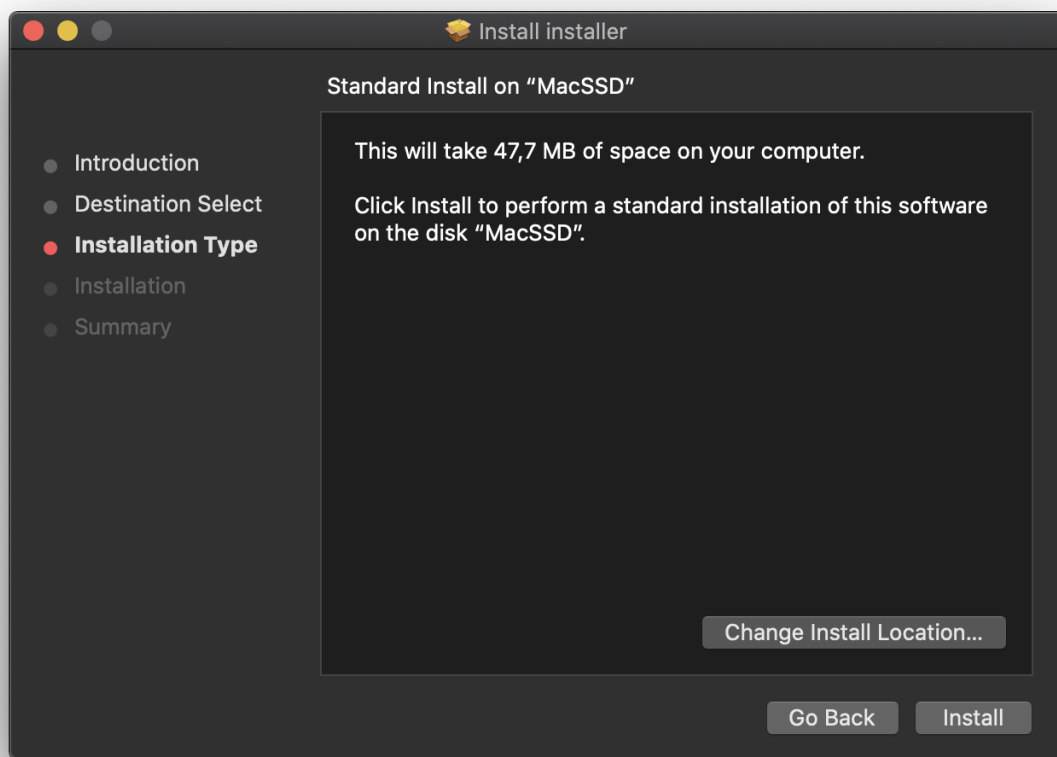 Install installer
Standard Install on “MacSSD”
Introduction
Destination Select
Installation Type
Installation
Summary
This will take 47,7 MB of space on your computer.
Click Install to perform a standard installation of this software
on the disk “MacSSD”.
Change Install Location...
Go Back
Install